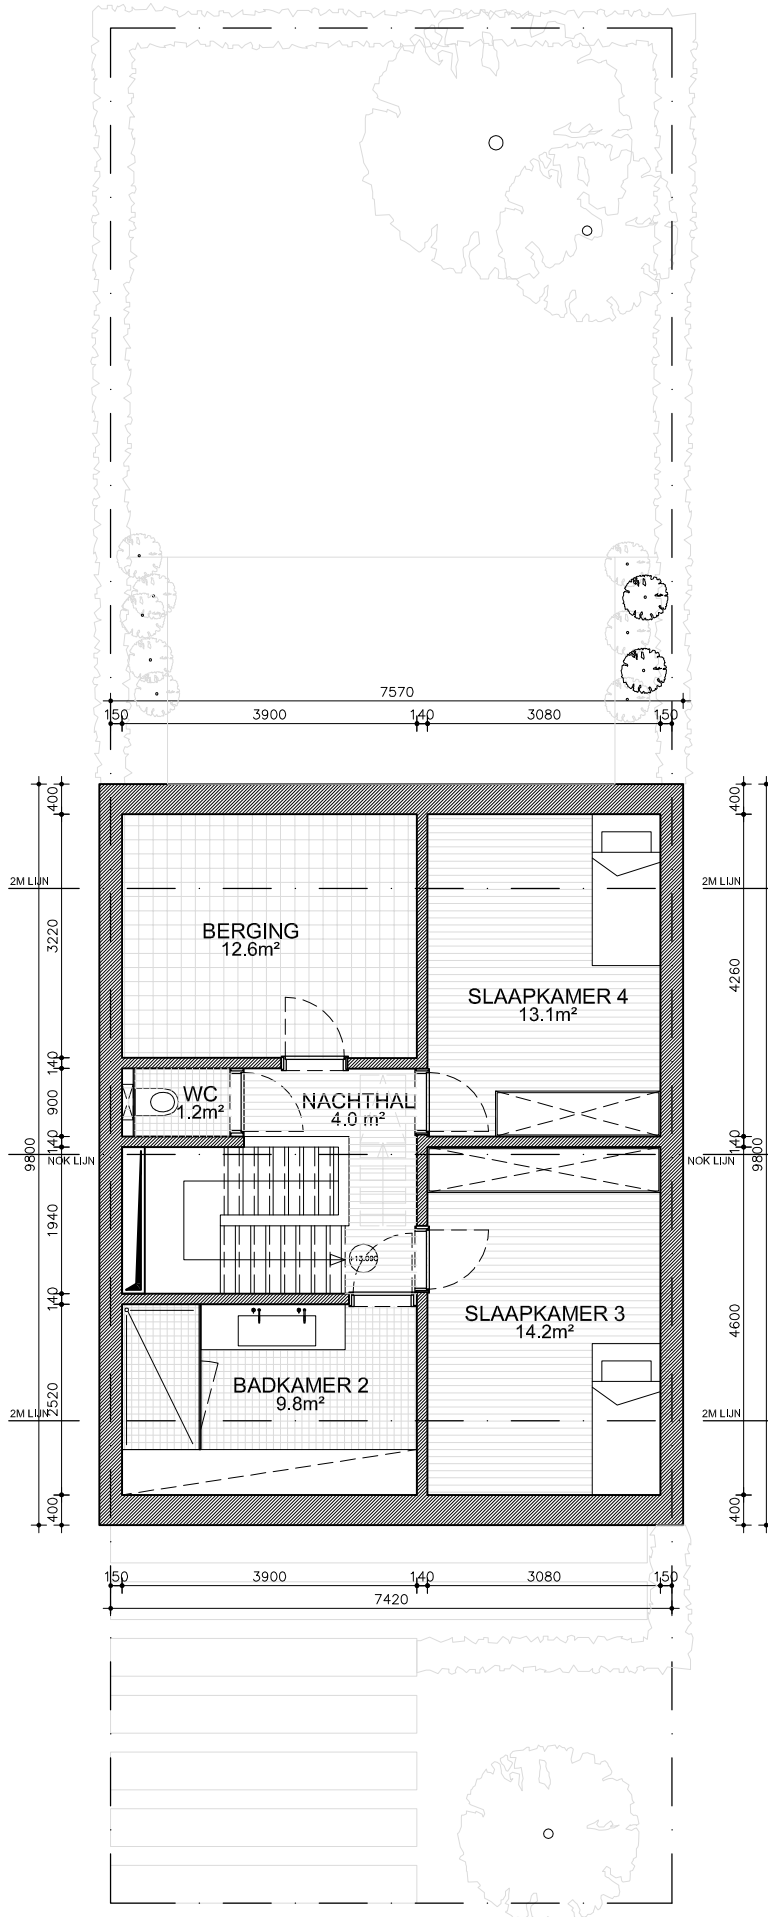 7570
150 3900 140 3080 150
400
400
2M LIJN
2M LIJN
3220
4260
BERGING
12.6m²
SLAAPKAMER 4
13.1m²
140
900
WC
1.2m²
NACHTHAL
4.0 m²
140
140
9800
9800
NOK LIJN
NOK LIJN
1940
+13.090
140
SLAAPKAMER 3
14.2m²
4600
BADKAMER 2
9.8m²
2520
2M LIJN
2M LIJN
400
400
150 3900 140 3080 150
7420